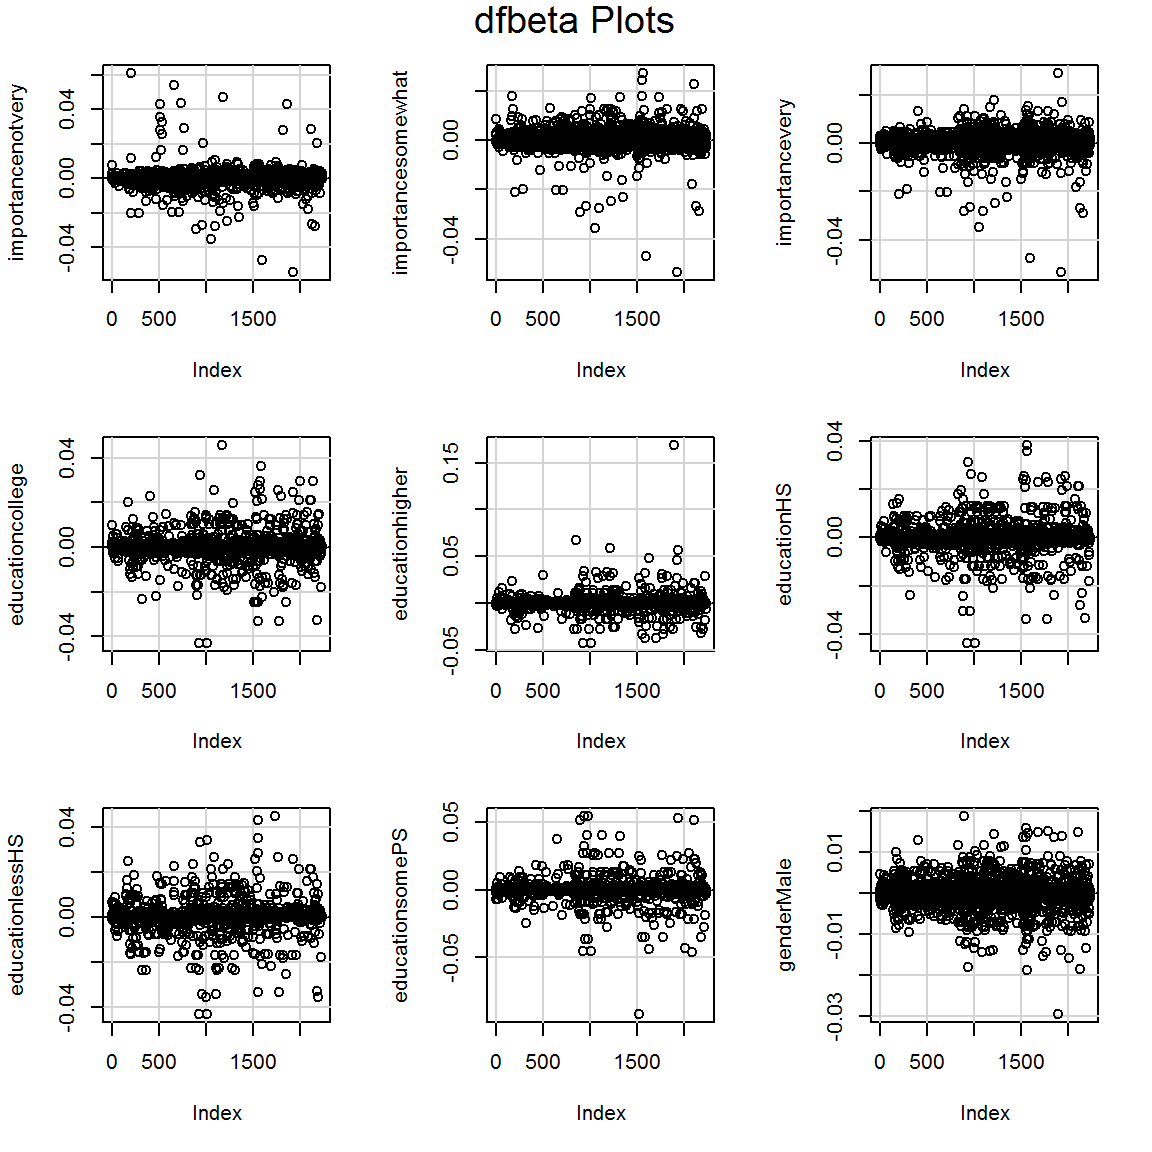 dfbeta Plots
importancenotvery
-0.04 0.00 0.04
0 500 1500
Index
importancesomewhat
-0.04 0.00
0 500 1500
Index
importancevery
-0.04 0.00
0 500 1500
Index
educationcollege
-0.04 0.00 0.04
0 500 1500
Index
educationhigher
-0.05 0.05 0.15
0 500 1500
Index
educationHS
-0.04 0.00 0.04
0 500 1500
Index
educationlessHS
-0.04 0.00 0.04
0 500 1500
Index
educationsomePS
-0.05 0.00 0.05
0 500 1500
Index
genderMale
-0.03 -0.01 0.01
0 500 1500
Index